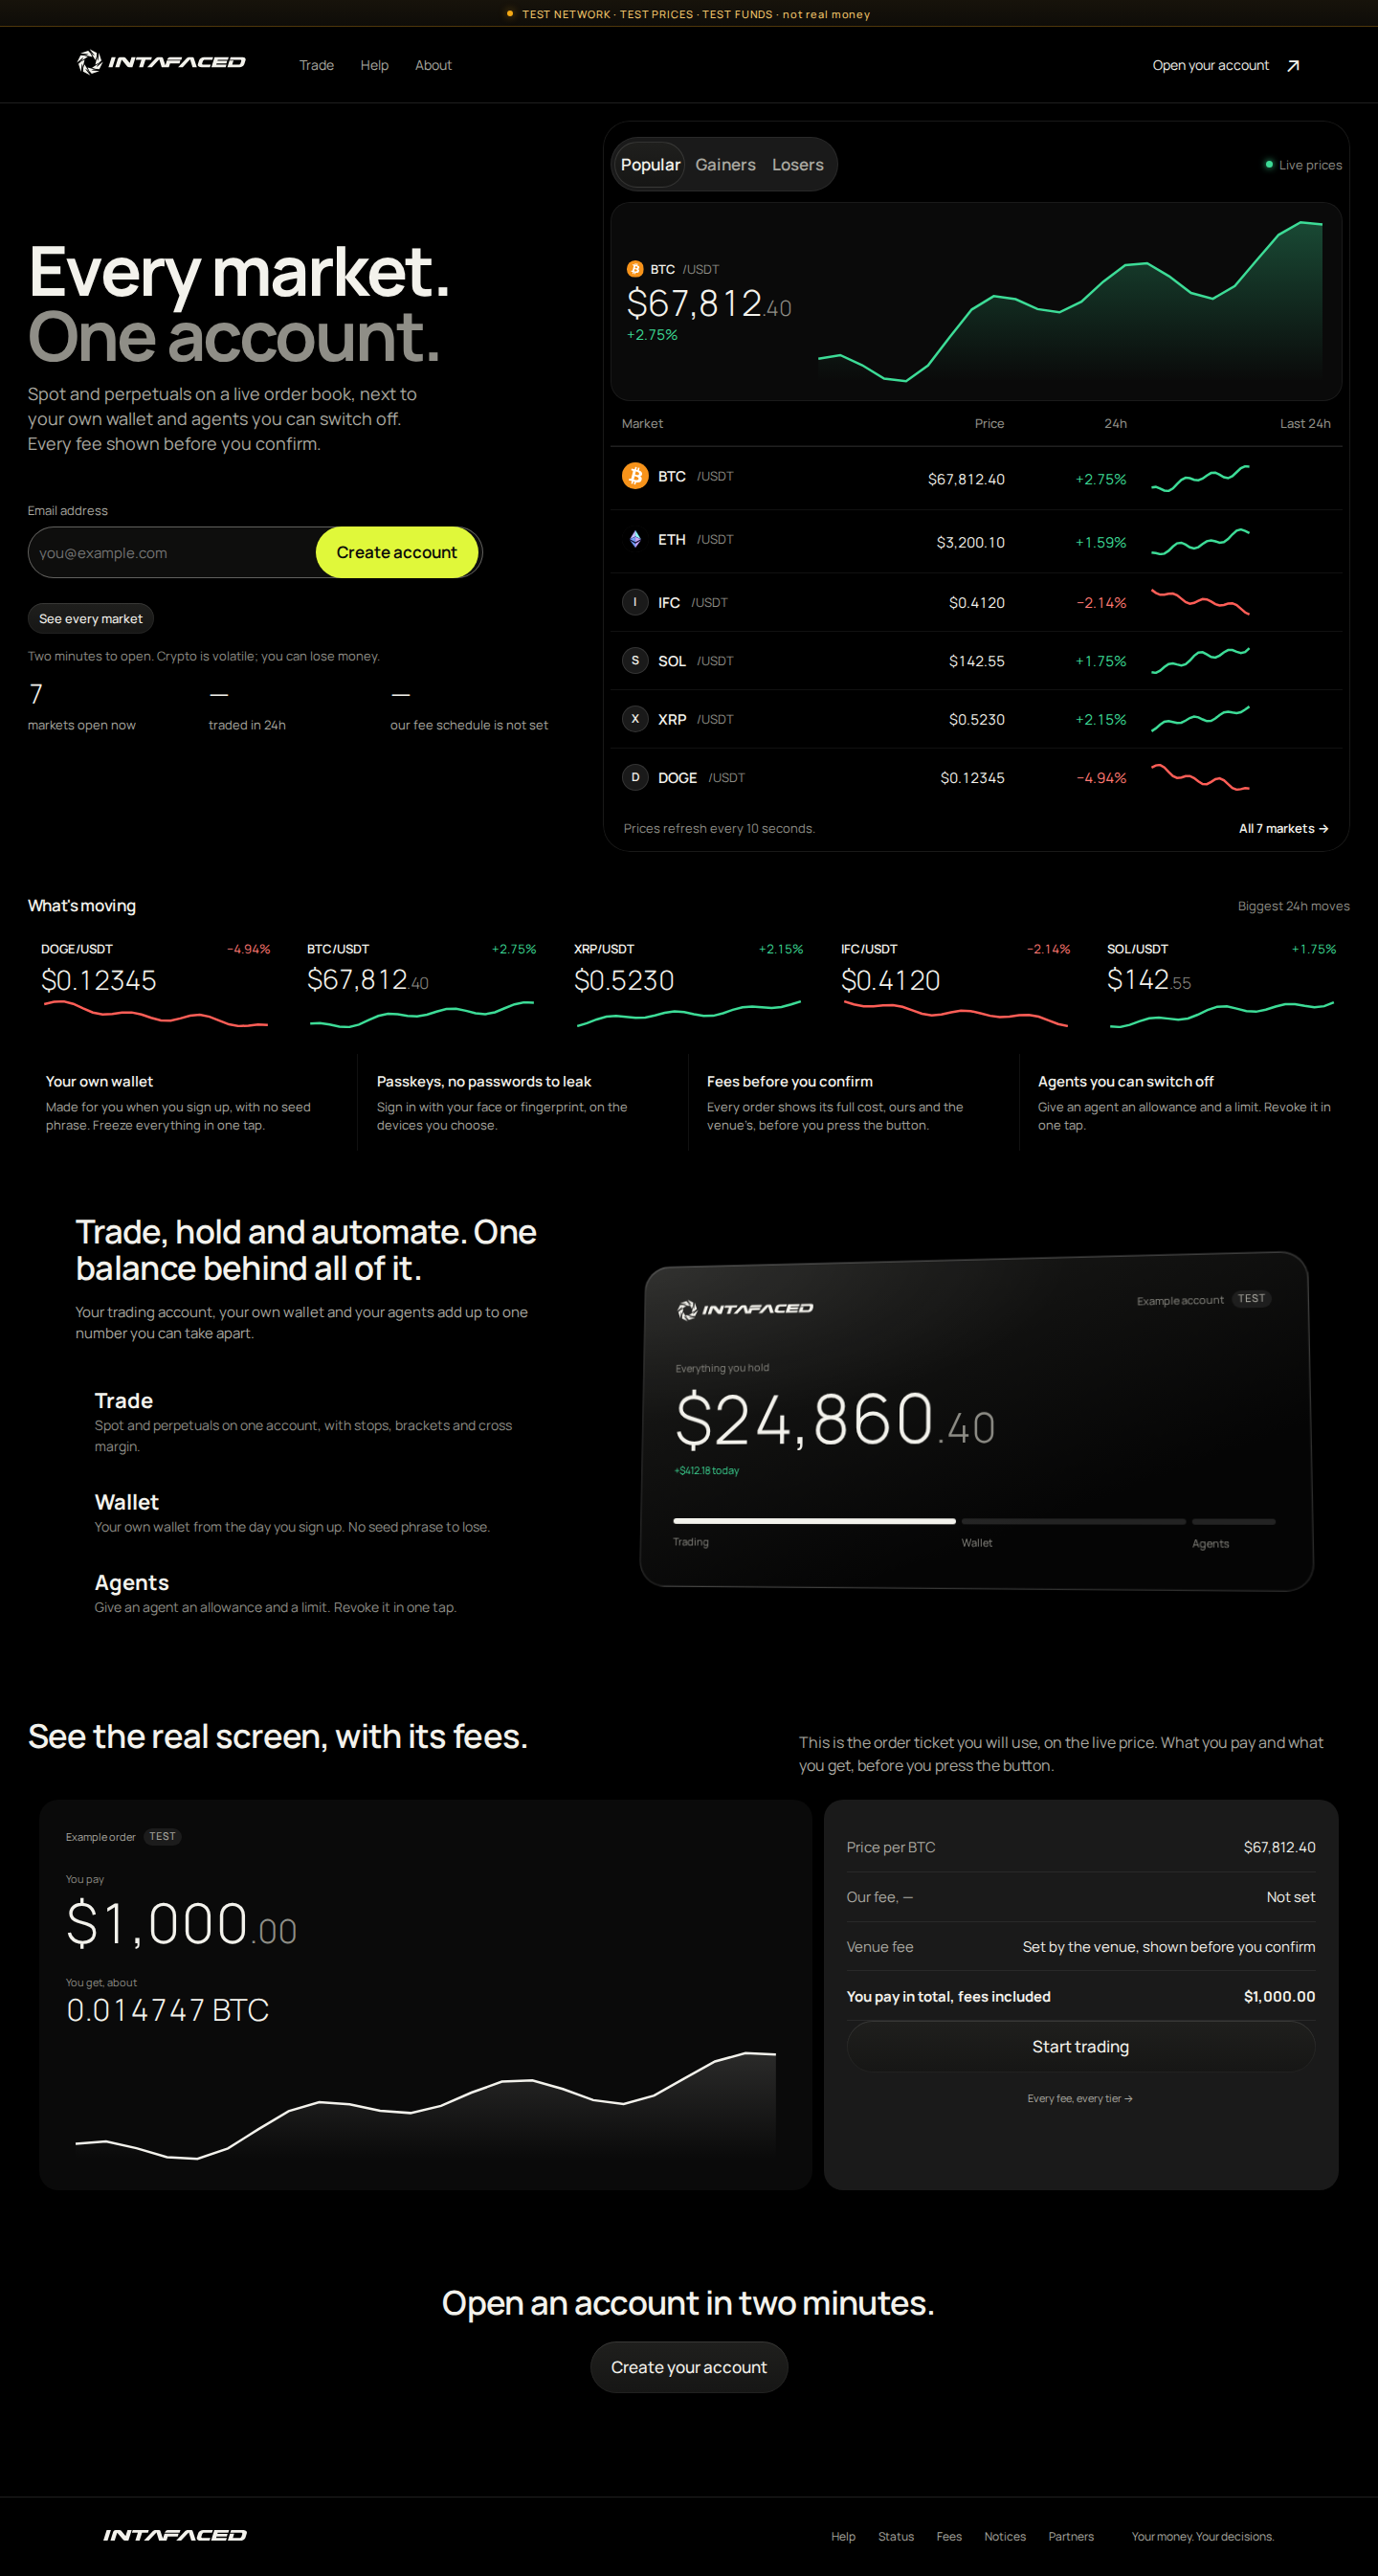 TEST NETWORK · TEST PRICES · TEST FUNDS · not real money
INTAFACED
Trade Help About
Open your account
Every market.
One account.
Spot and perpetuals on a live order book, next to
your own wallet and agents you can switch off.
Every fee shown before you confirm.
Email address
you@example.com
Create account
See every market
Two minutes to open. Crypto is volatile; you can lose money.
7 — —
markets open now traded in 24h our fee schedule is not set
Popular Gainers Losers
Live prices
BTC /USDT
$67,812.40
+2.75%
Market Price 24h Last 24h
BTC /USDT $67,812.40 +2.75%
ETH /USDT $3,200.10 +1.59%
I IFC /USDT $0.4120 −2.14%
S SOL /USDT $142.55 +1.75%
X XRP /USDT $0.5230 +2.15%
D DOGE /USDT $0.12345 −4.94%
Prices refresh every 10 seconds. All 7 markets →
What's moving Biggest 24h moves
DOGE/USDT −4.94% BTC/USDT +2.75% XRP/USDT +2.15% IFC/USDT −2.14% SOL/USDT +1.75%
$0.12345 $67,812.40 $0.5230 $0.4120 $142.55
Your own wallet
Made for you when you sign up, with no seed
phrase. Freeze everything in one tap.
Passkeys, no passwords to leak
Sign in with your face or fingerprint, on the
devices you choose.
Fees before you confirm
Every order shows its full cost, ours and the
venue's, before you press the button.
Agents you can switch off
Give an agent an allowance and a limit. Revoke it in
one tap.
Trade, hold and automate. One
balance behind all of it.
Your trading account, your own wallet and your agents add up to one
number you can take apart.
Trade
Spot and perpetuals on one account, with stops, brackets and cross
margin.
Wallet
Your own wallet from the day you sign up. No seed phrase to lose.
Agents
Give an agent an allowance and a limit. Revoke it in one tap.
INTAFACED
Example account TEST
Everything you hold
$24,860.40
+$412.18 today
Trading Wallet Agents
See the real screen, with its fees.
This is the order ticket you will use, on the live price. What you pay and what
you get, before you press the button.
Example order TEST
You pay
$1,000.00
You get, about
0.014747 BTC
Price per BTC $67,812.40
Our fee, — Not set
Venue fee Set by the venue, shown before you confirm
You pay in total, fees included $1,000.00
Start trading
Every fee, every tier →
Open an account in two minutes.
Create your account
INTAFACED
Help Status Fees Notices Partners Your money. Your decisions.